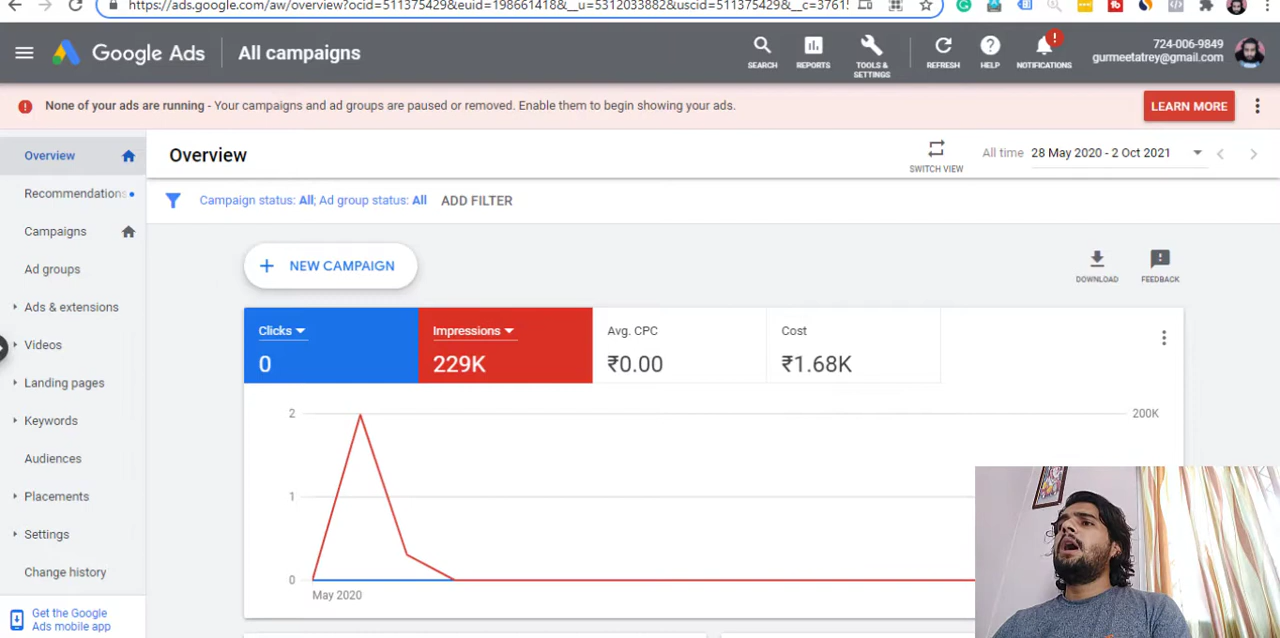 https://ads.google.com/aw/overview?ocid=511375429&euid=198661418&__u=5312033882&uscid=511375429&__c=3761
Google Ads
All campaigns
SEARCH
REPORTS
TOOLS &
SETTINGS
REFRESH
HELP
NOTIFICATIONS
724-006-9849
gurmeetatrey@gmail.com
None of your ads are running - Your campaigns and ad groups are paused or removed. Enable them to begin showing your ads.
LEARN MORE
Overview
Recommendations
Campaigns
Ad groups
Ads & extensions
Videos
Landing pages
Keywords
Audiences
Placements
Settings
Change history
Get the Google
Ads mobile app
Overview
SWITCH VIEW
All time 28 May 2020 - 2 Oct 2021
Campaign status: All; Ad group status: All ADD FILTER
+ NEW CAMPAIGN
DOWNLOAD
FEEDBACK
Clicks
0
Impressions
229K
Avg. CPC
₹0.00
Cost
₹1.68K
2
200K
1
0
May 2020